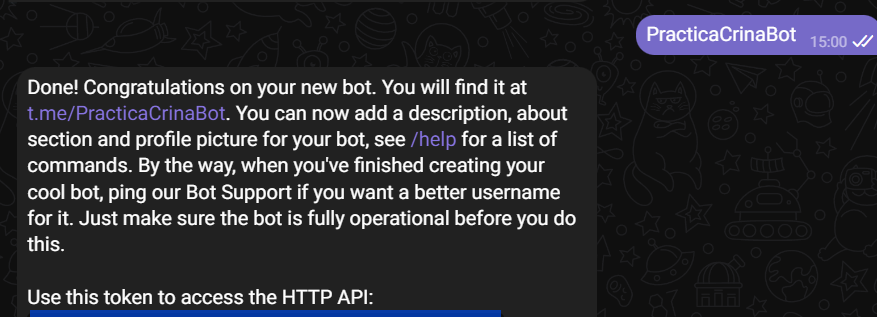 PracticaCrinaBot 15:00
Done! Congratulations on your new bot. You will find it at
t.me/PracticaCrinaBot. You can now add a description, about
section and profile picture for your bot, see /help for a list of
commands. By the way, when you've finished creating your
cool bot, ping our Bot Support if you want a better username
for it. Just make sure the bot is fully operational before you do
this.
Use this token to access the HTTP API: